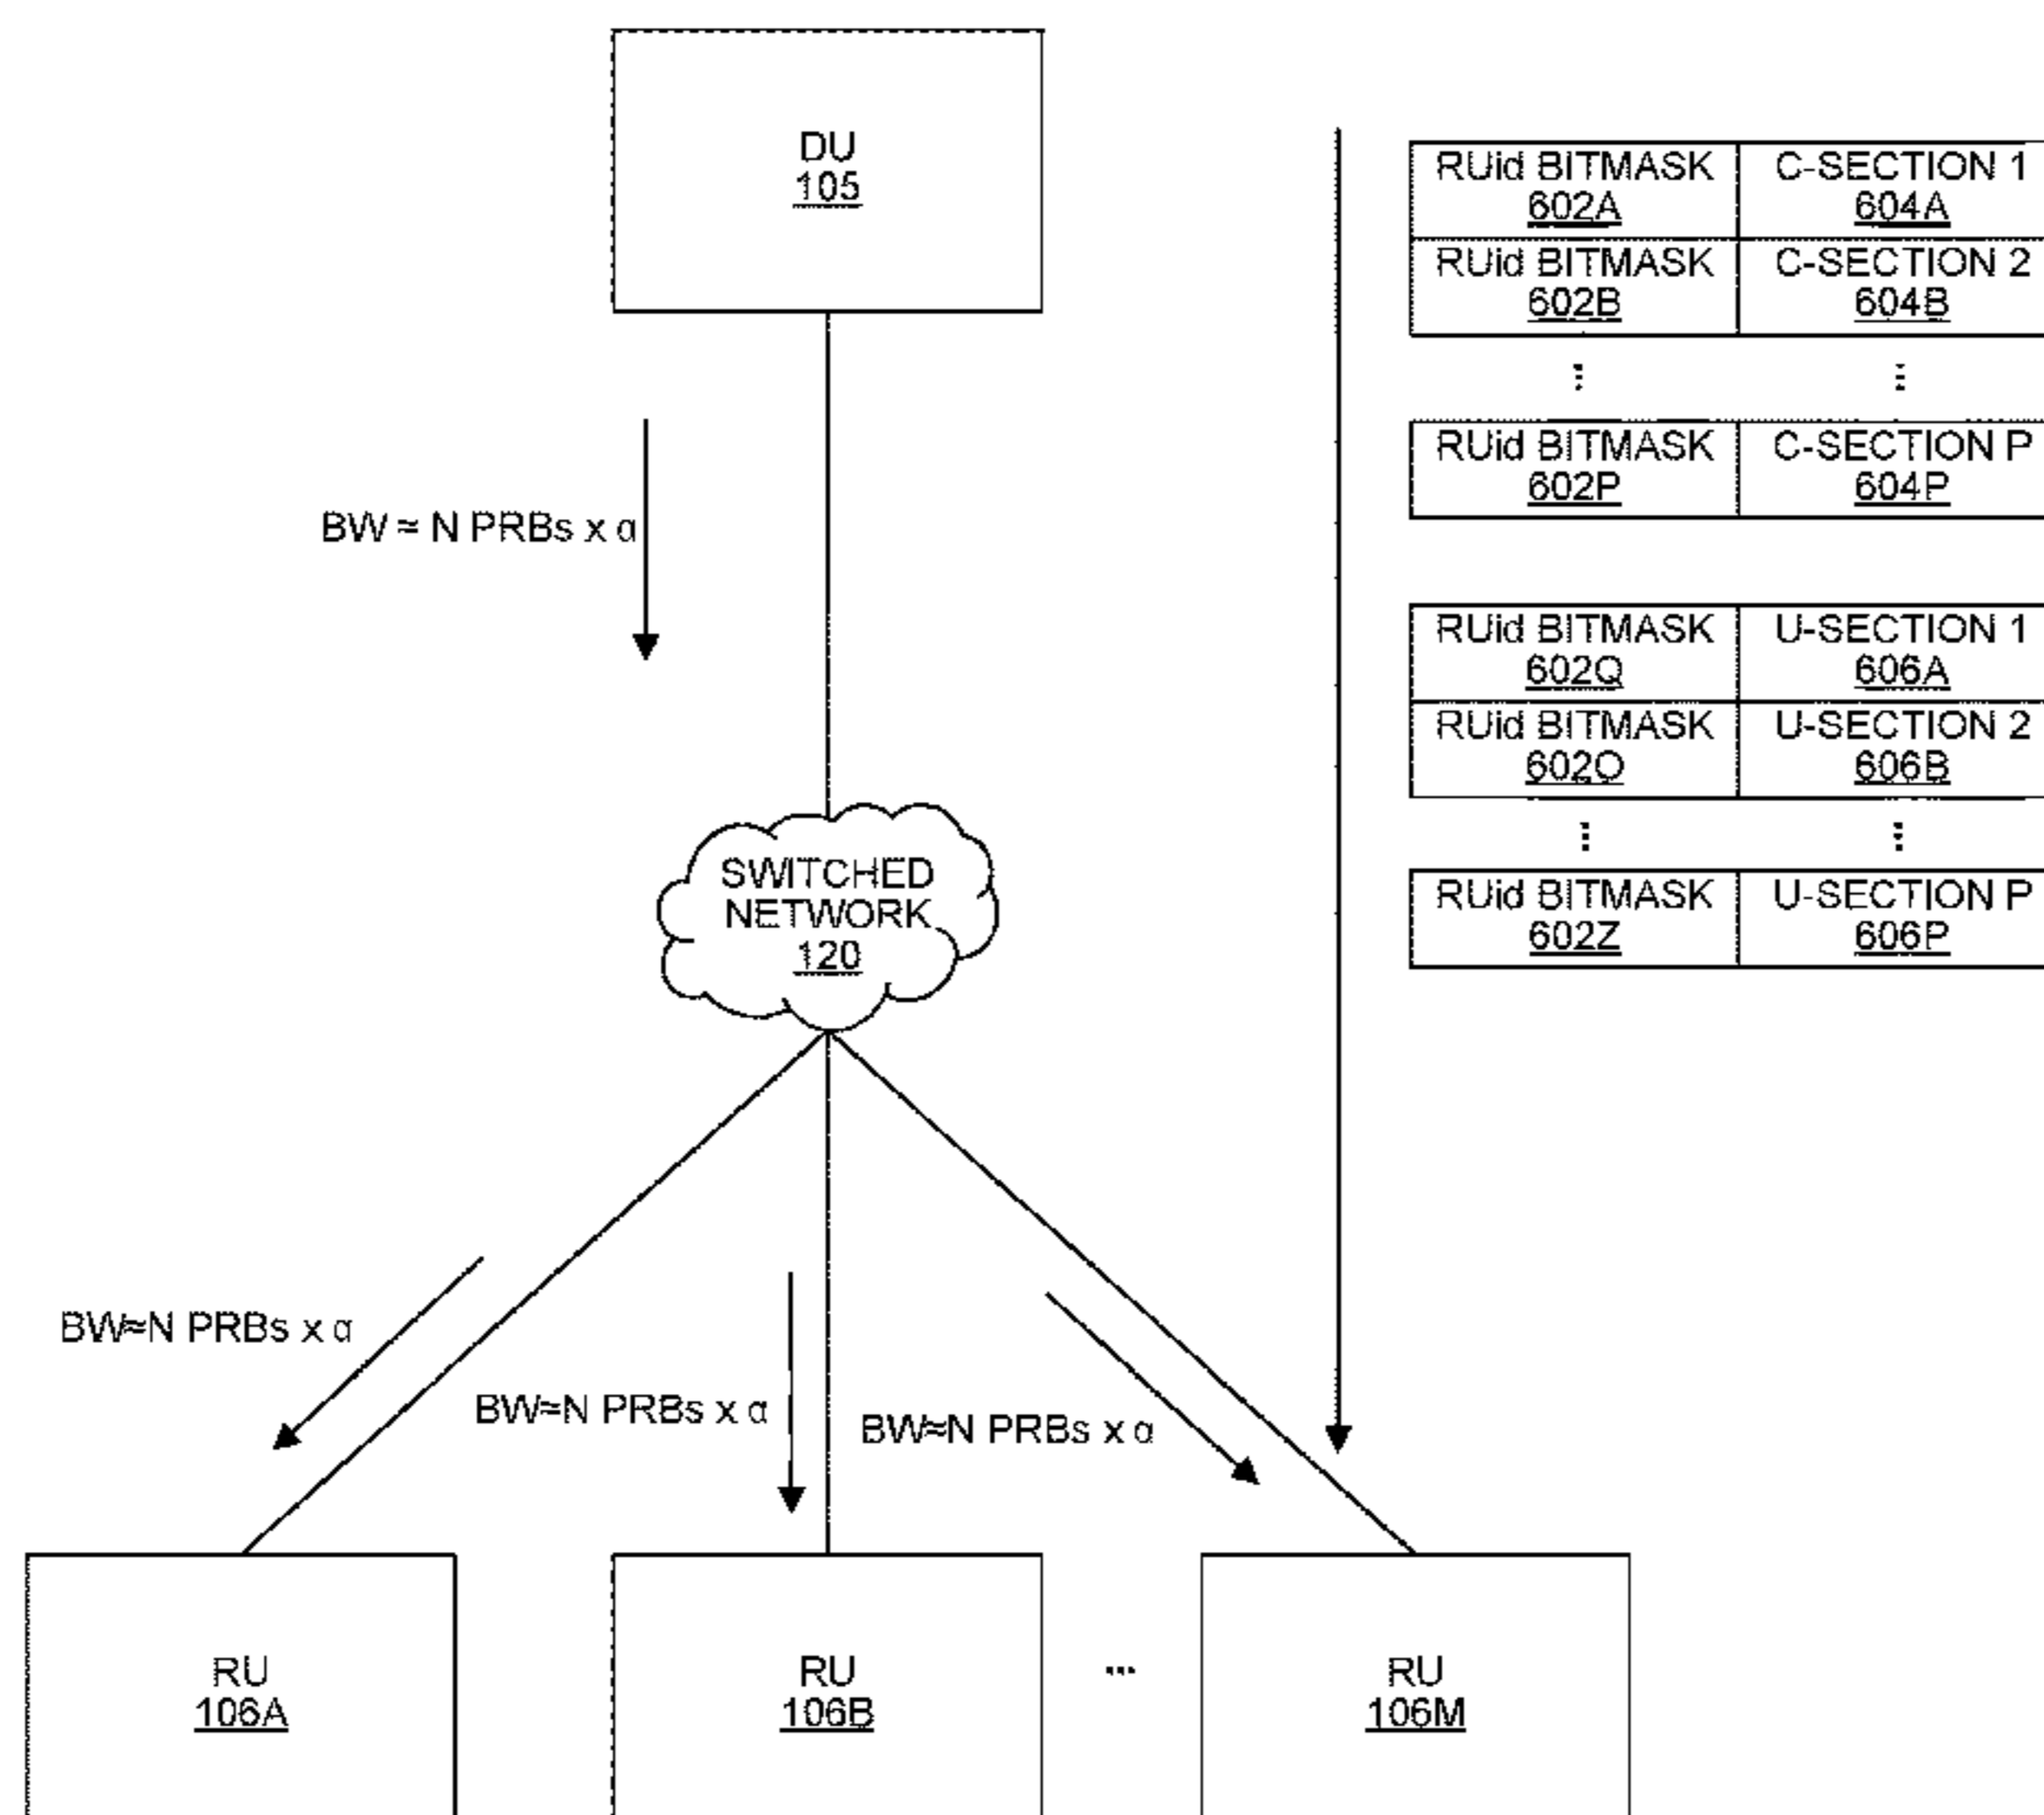 DU
105
RUid BITMASK C-SECTION 1
602A 604A
RUid BITMASK C-SECTION 2
602B 604B
⋮ ⋮
RUid BITMASK C-SECTION P
602P 604P
BW ≈ N PRBs x α
RUid BITMASK U-SECTION 1
602Q 606A
RUid BITMASK U-SECTION 2
602O 606B
⋮ ⋮
RUid BITMASK U-SECTION P
602Z 606P
SWITCHED
NETWORK
120
BW≈N PRBs x α
BW≈N PRBs x α
BW≈N PRBs x α
RU
106A
RU
106B
...
RU
106M